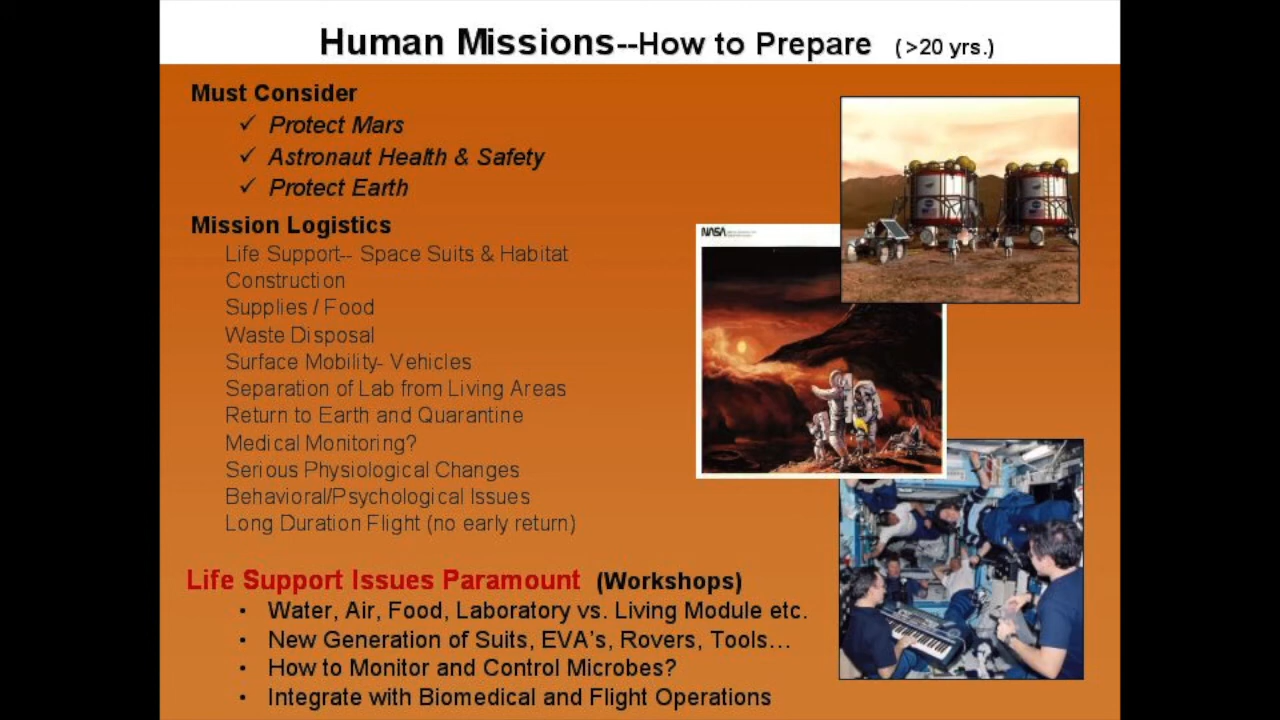 Human Missions--How to Prepare (>20 yrs.)
Must Consider
✓ Protect Mars
✓ Astronaut Health & Safety
✓ Protect Earth
Mission Logistics
Life Support-- Space Suits & Habitat
Construction
Supplies / Food
Waste Disposal
Surface Mobility- Vehicles
Separation of Lab from Living Areas
Return to Earth and Quarantine
Medical Monitoring?
Serious Physiological Changes
Behavioral/Psychological Issues
Long Duration Flight (no early return)
NASA
Life Support Issues Paramount (Workshops)
• Water, Air, Food, Laboratory vs. Living Module etc.
• New Generation of Suits, EVA's, Rovers, Tools…
• How to Monitor and Control Microbes?
• Integrate with Biomedical and Flight Operations